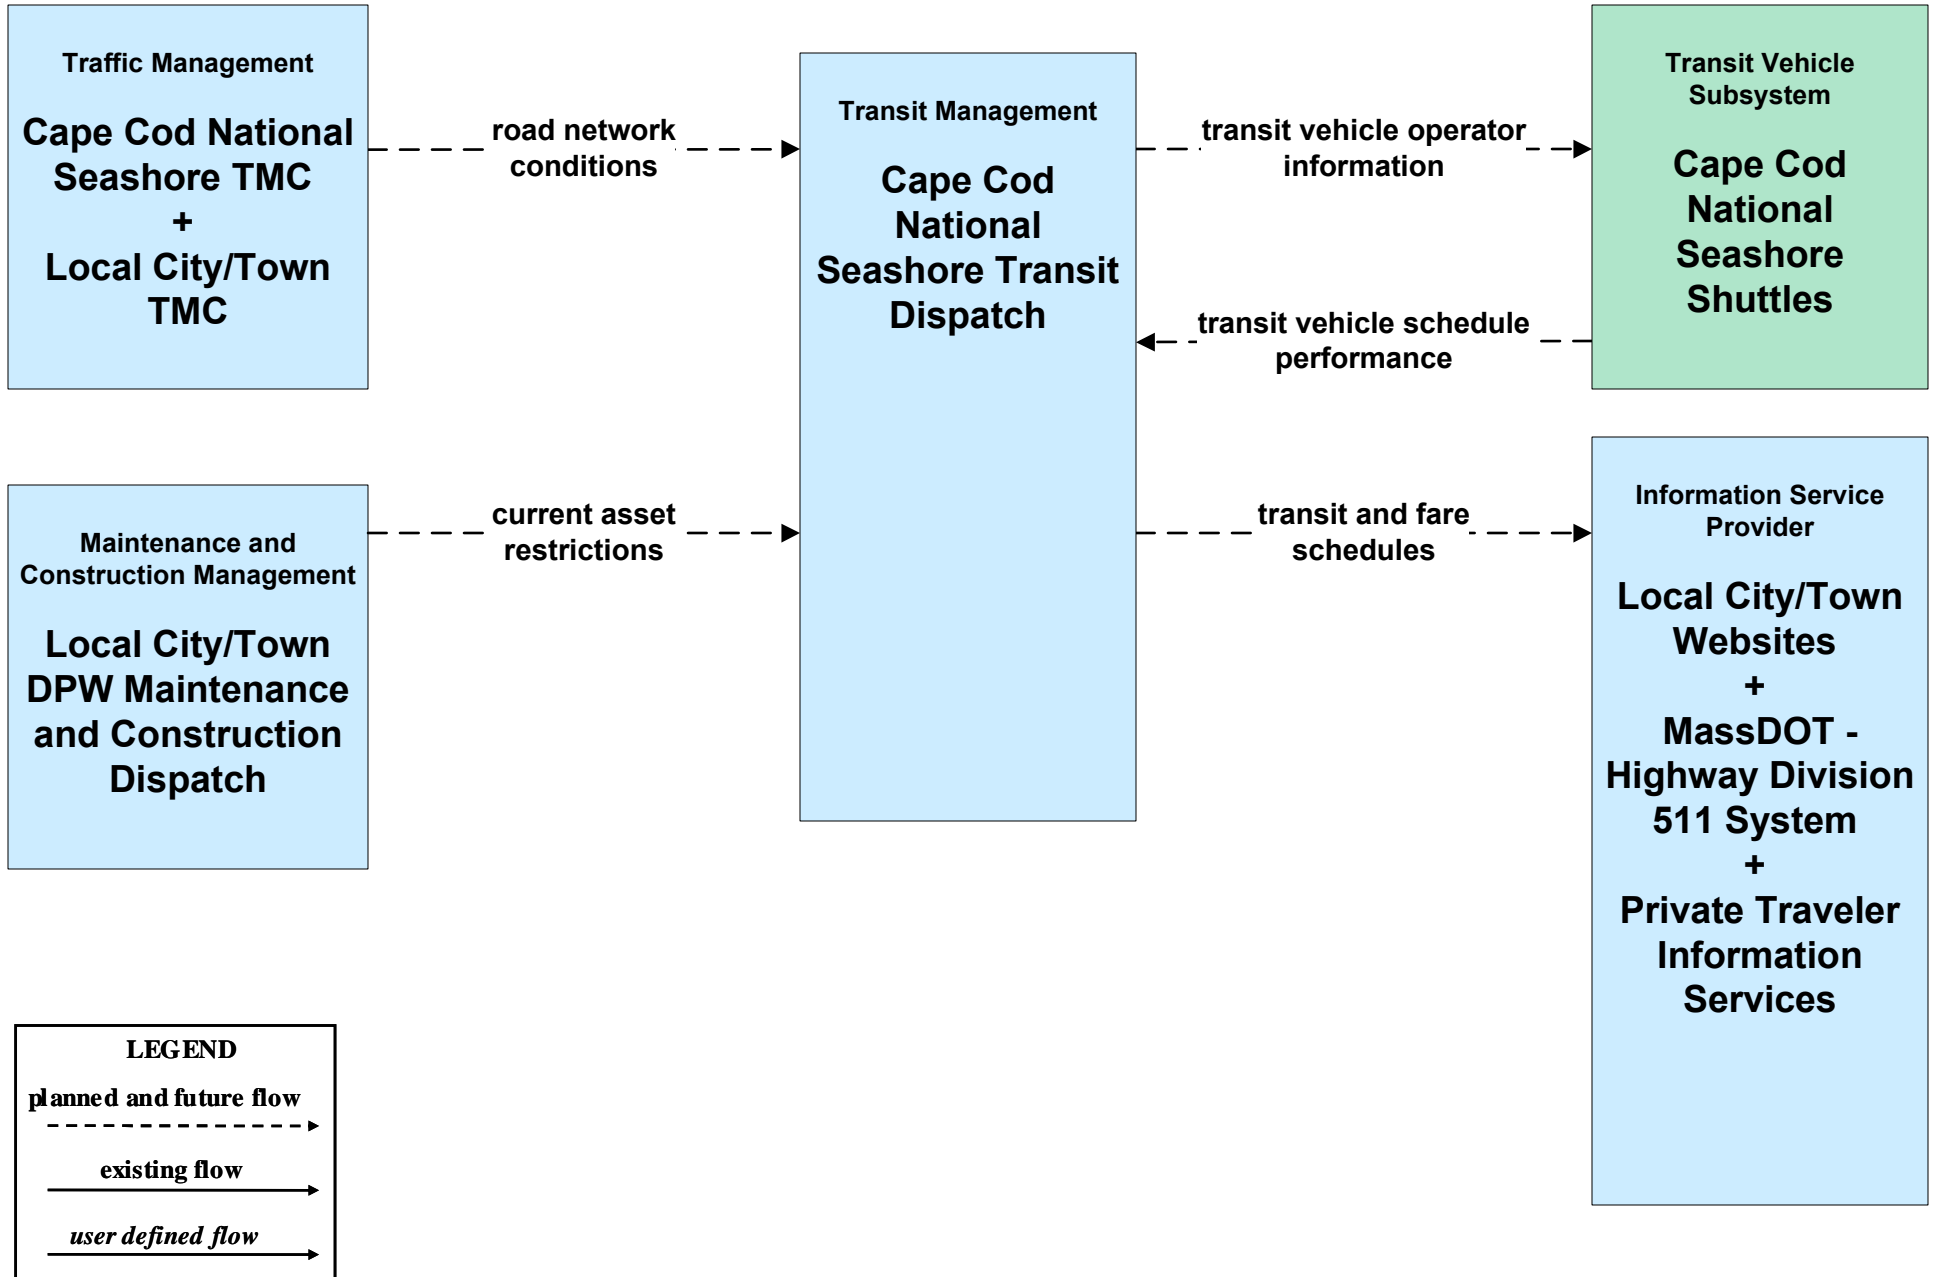 Traffic Management
Cape Cod National
Seashore TMC
+
Local City/Town
TMC
road network
conditions
Transit Management
Cape Cod
National
Seashore Transit
Dispatch
transit vehicle operator
information
Transit Vehicle
Subsystem
Cape Cod
National
Seashore
Shuttles
transit vehicle schedule
performance
Maintenance and
Construction Management
Local City/Town
DPW Maintenance
and Construction
Dispatch
current asset
restrictions
transit and fare
schedules
Information Service
Provider
Local City/Town
Websites
+
MassDOT -
Highway Division
511 System
+
Private Traveler
Information
Services
LEGEND
planned and future flow
existing flow
user defined flow